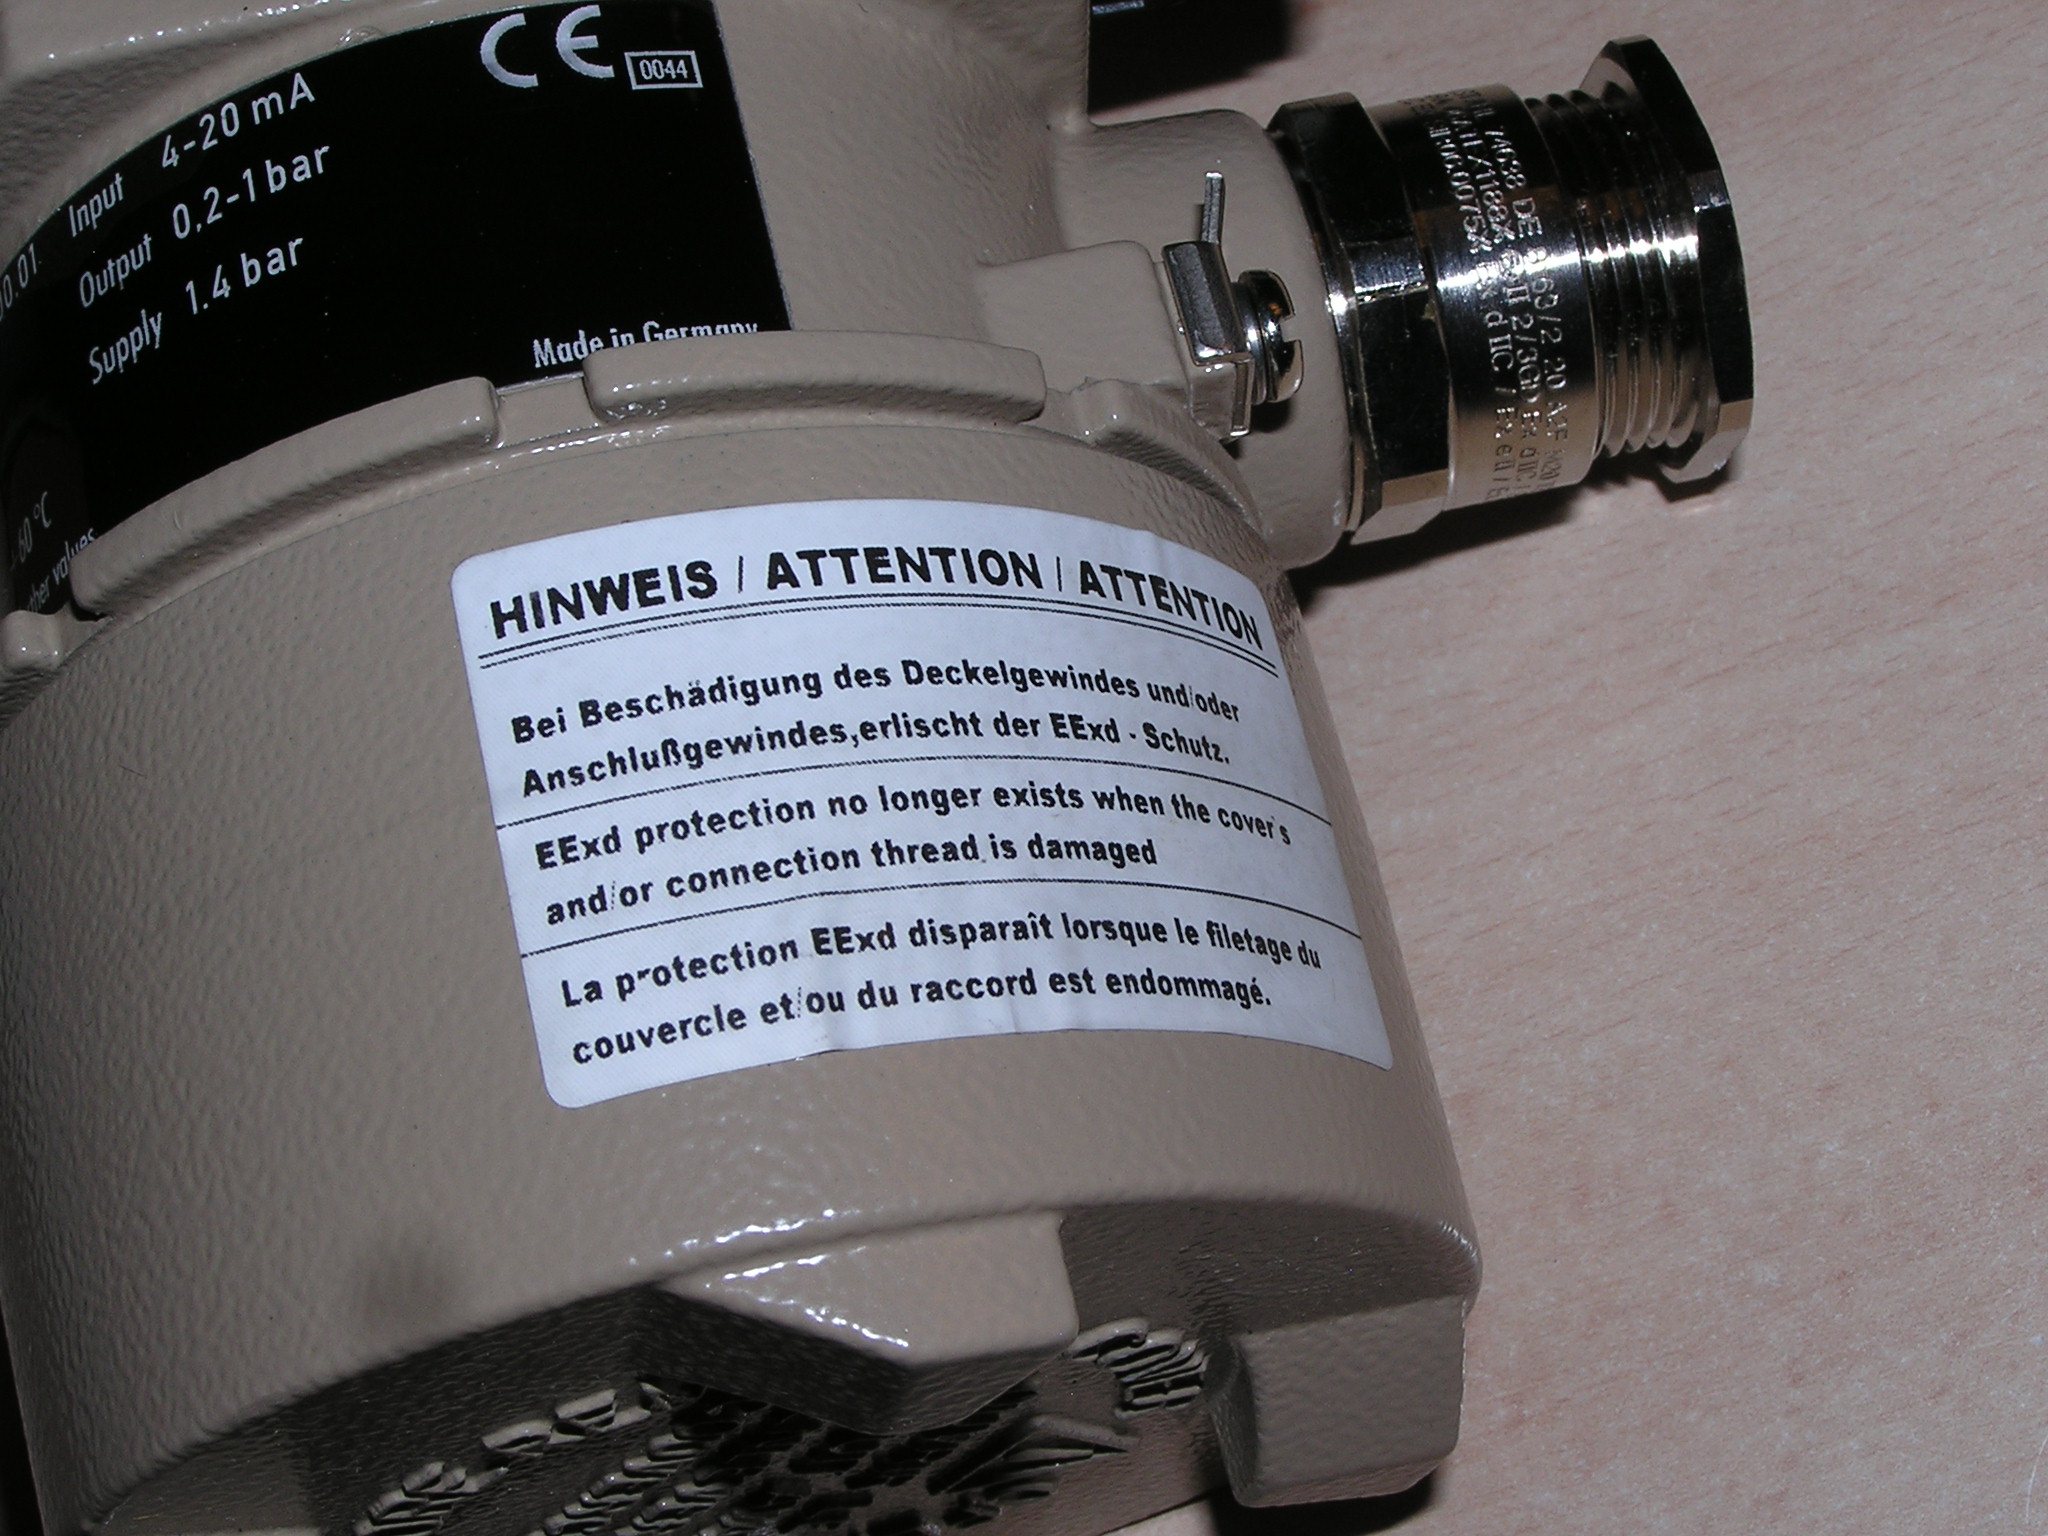 CE 0044
Input 4-20 mA
Output 0,2-1 bar
Supply 1.4 bar
Made in Germany
60 °C
values
HINWEIS / ATTENTION / ATTENTION
Bei Beschädigung des Deckelgewindes und/oder
Anschlußgewindes,erlischt der EExd - Schutz.
EExd protection no longer exists when the cover's
and/or connection thread is damaged
La protection EExd disparaît lorsque le filetage du
couvercle et/ou du raccord est endommagé.